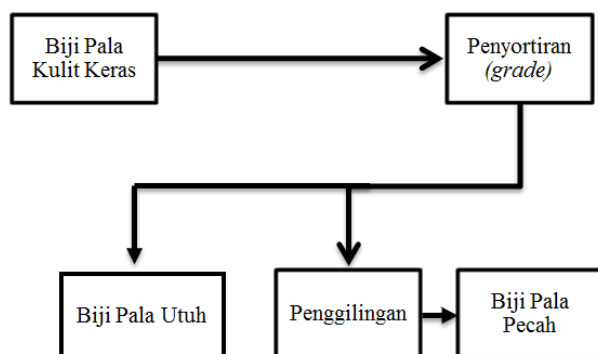 Biji Pala
Kulit Keras
Penyortiran
(grade)
Biji Pala Utuh
Penggilingan
Biji Pala
Pecah